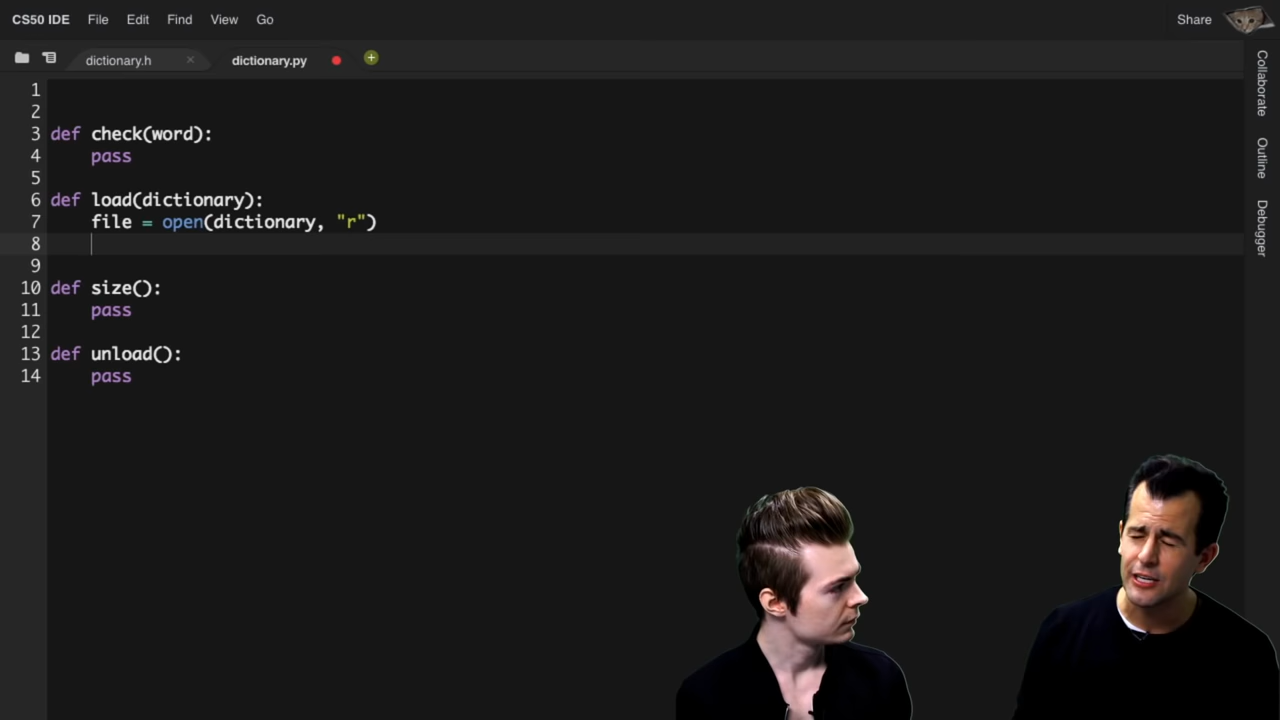 CS50 IDE File Edit Find View Go Share
dictionary.h dictionary.py
Collaborate
Outline
Debugger
1
2
3 def check(word):
4     pass
5
6 def load(dictionary):
7     file = open(dictionary, "r")
8
9
10 def size():
11     pass
12
13 def unload():
14     pass